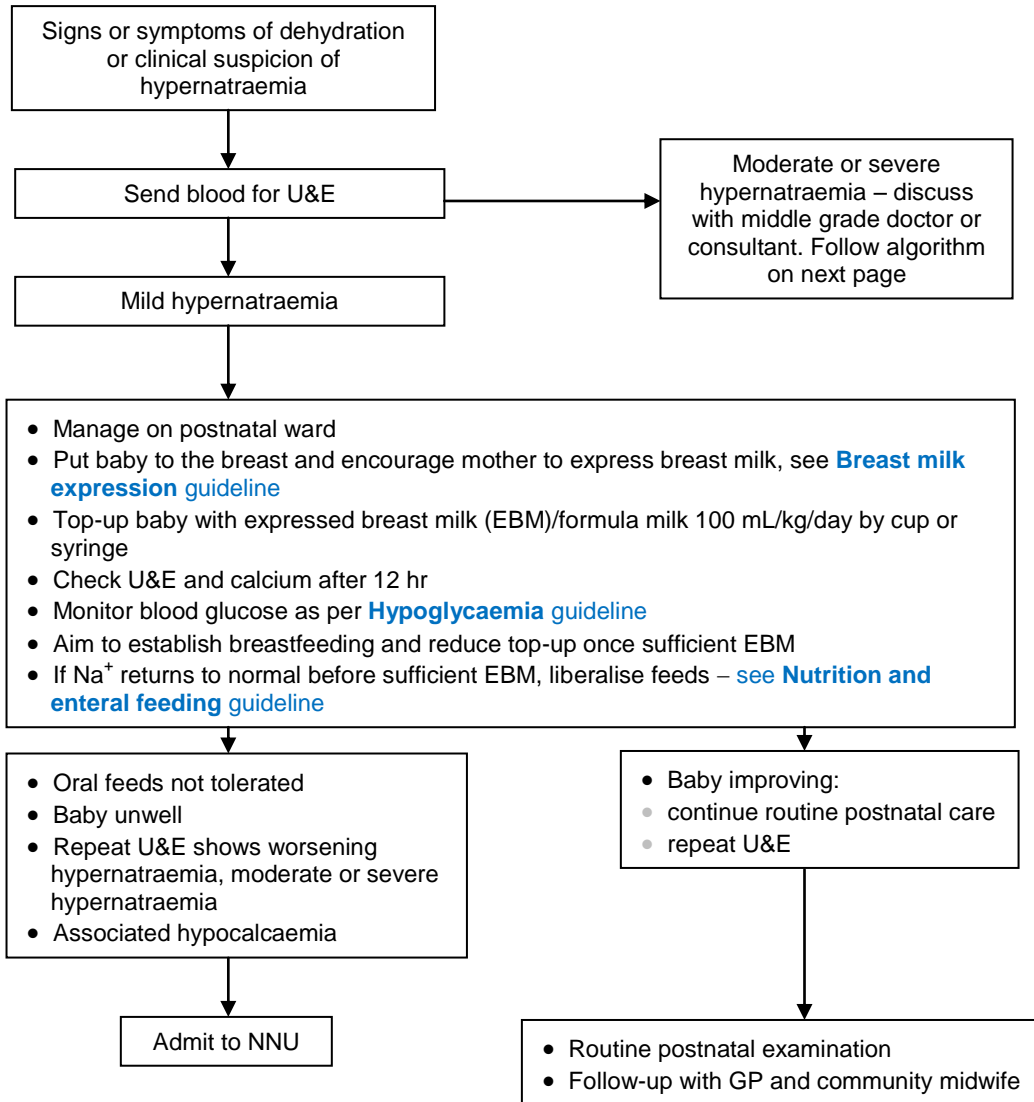 Signs or symptoms of dehydration
or clinical suspicion of
hypernatraemia
Send blood for U&E
Moderate or severe
hypernatraemia – discuss
with middle grade doctor or
consultant. Follow algorithm
on next page
Mild hypernatraemia
• Manage on postnatal ward
• Put baby to the breast and encourage mother to express breast milk, see Breast milk
expression guideline
• Top-up baby with expressed breast milk (EBM)/formula milk 100 mL/kg/day by cup or
syringe
• Check U&E and calcium after 12 hr
• Monitor blood glucose as per Hypoglycaemia guideline
• Aim to establish breastfeeding and reduce top-up once sufficient EBM
• If Na⁺ returns to normal before sufficient EBM, liberalise feeds – see Nutrition and
enteral feeding guideline
• Oral feeds not tolerated
• Baby unwell
• Repeat U&E shows worsening
hypernatraemia, moderate or severe
hypernatraemia
• Associated hypocalcaemia
• Baby improving:
• continue routine postnatal care
• repeat U&E
Admit to NNU
• Routine postnatal examination
• Follow-up with GP and community midwife